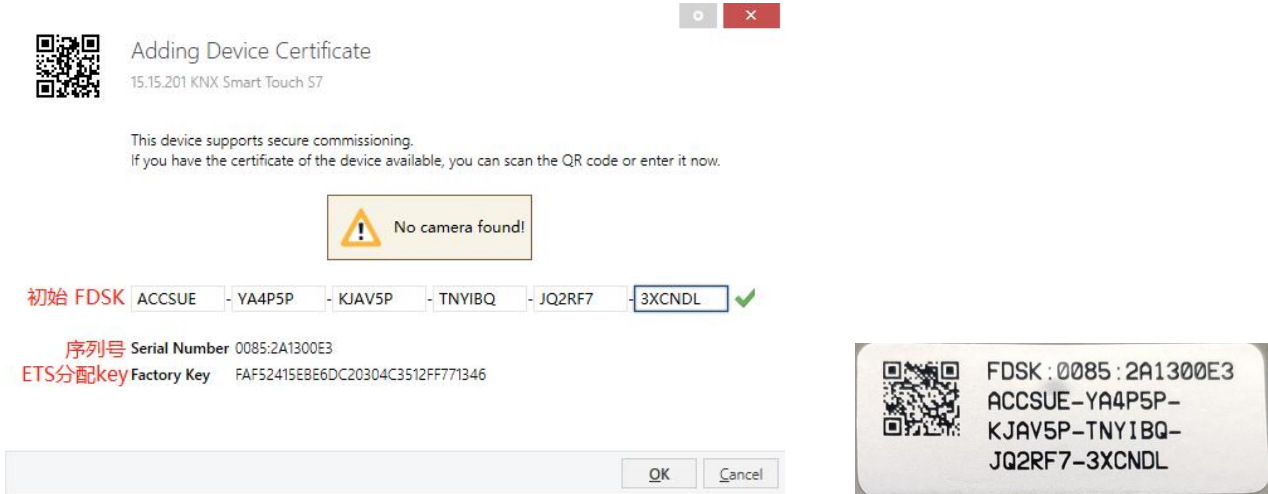 Adding Device Certificate
15.15.201 KNX Smart Touch S7
This device supports secure commissioning.
If you have the certificate of the device available, you can scan the QR code or enter it now.
No camera found!
初始 FDSK ACCSUE - YA4P5P - KJAV5P - TNYIBQ - JQ2RF7 - 3XCNDL
序列号 Serial Number 0085:2A1300E3
ETS分配key Factory Key FAF52415EBE6DC20304C3512FF771346
OK Cancel
FDSK:0085:2A1300E3
ACCSUE-YA4P5P-
KJAV5P-TNYIBQ-
JQ2RF7-3XCNDL